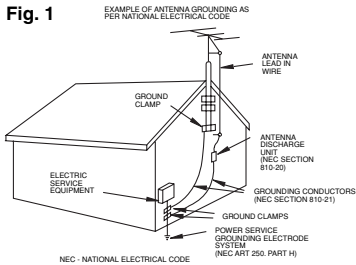 Fig. 1
EXAMPLE OF ANTENNA GROUNDING AS
PER NATIONAL ELECTRICAL CODE
ANTENNA
LEAD IN
WIRE
GROUND
CLAMP
ANTENNA
DISCHARGE
UNIT
(NEC SECTION
810-20)
ELECTRIC
SERVICE
EQUIPMENT
GROUNDING CONDUCTORS
(NEC SECTION 810-21)
GROUND CLAMPS
POWER SERVICE
GROUNDING ELECTRODE
SYSTEM
(NEC ART 250. PART H)
NEC - NATIONAL ELECTRICAL CODE